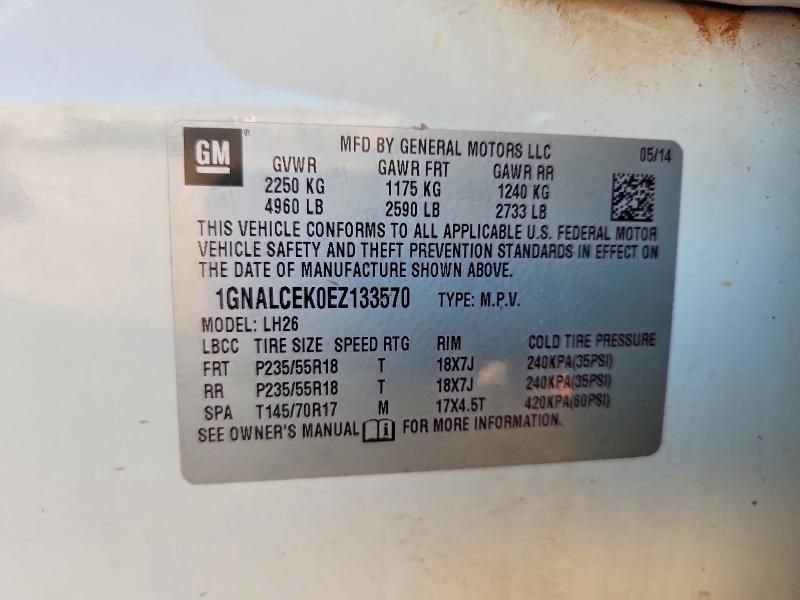 GM ® MFD BY GENERAL MOTORS LLC 05/14
GVWR GAWR FRT GAWR RR
2250 KG 1175 KG 1240 KG
4960 LB 2590 LB 2733 LB
THIS VEHICLE CONFORMS TO ALL APPLICABLE U.S. FEDERAL MOTOR
VEHICLE SAFETY AND THEFT PREVENTION STANDARDS IN EFFECT ON
THE DATE OF MANUFACTURE SHOWN ABOVE.
1GNALCEK0EZ133570 TYPE: M.P.V.
MODEL: LH26
LBCC TIRE SIZE SPEED RTG RIM COLD TIRE PRESSURE
FRT P235/55R18 T 18X7J 240KPA(35PSI)
RR P235/55R18 T 18X7J 240KPA(35PSI)
SPA T145/70R17 M 17X4.5T 420KPA(60PSI)
SEE OWNER'S MANUAL i FOR MORE INFORMATION.